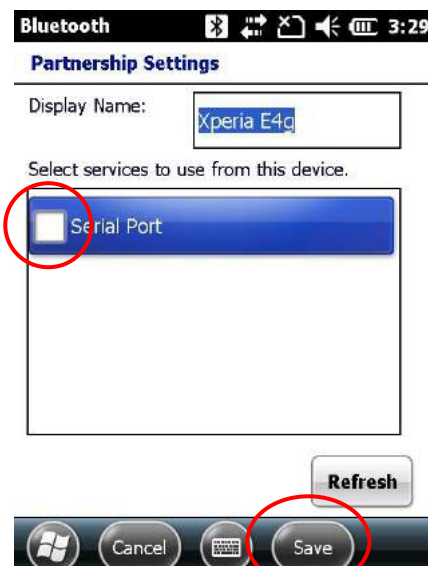 Bluetooth 3:29
Partnership Settings
Display Name:
Xperia E4g
Select services to use from this device.
Serial Port
Refresh
Cancel
Save